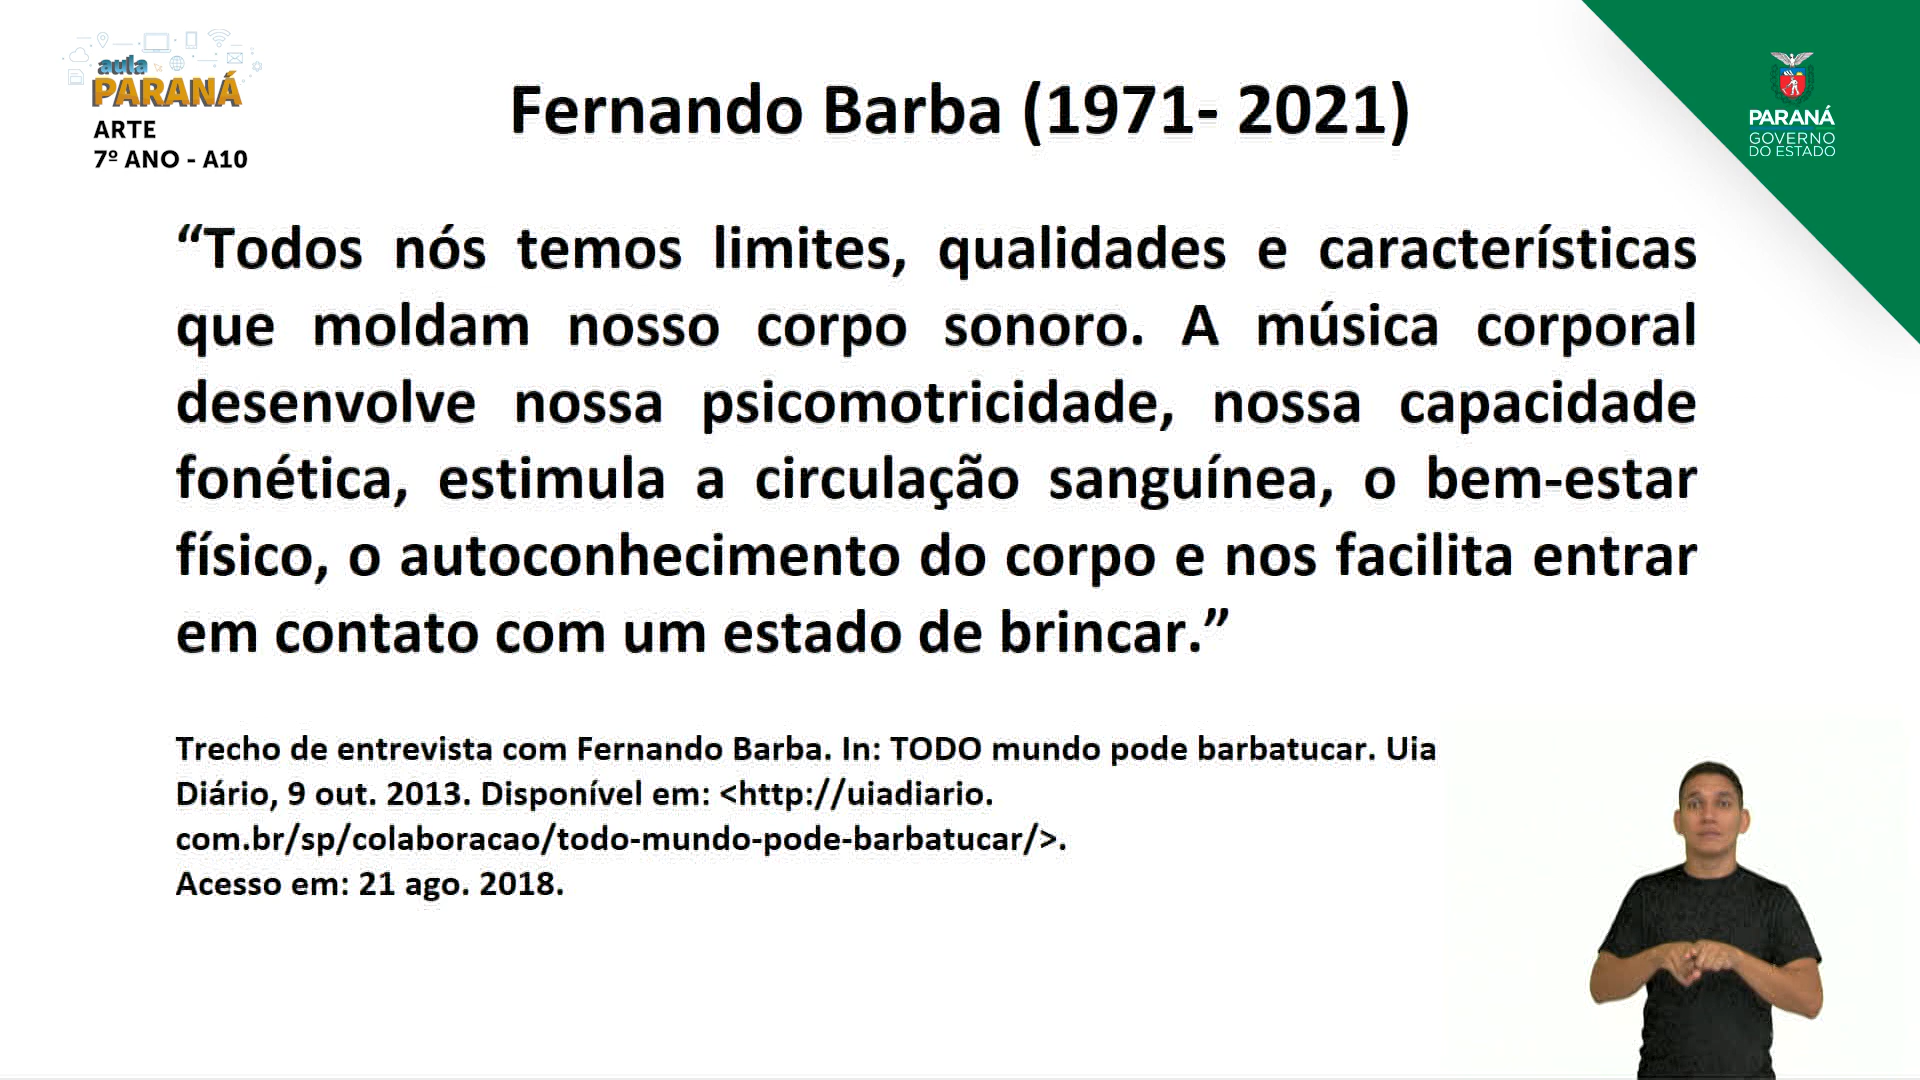 aula
PARANÁ
ARTE
7º ANO - A10
Fernando Barba (1971- 2021)
PARANÁ
GOVERNO
DO ESTADO
“Todos nós temos limites, qualidades e características
que moldam nosso corpo sonoro. A música corporal
desenvolve nossa psicomotricidade, nossa capacidade
fonética, estimula a circulação sanguínea, o bem-estar
físico, o autoconhecimento do corpo e nos facilita entrar
em contato com um estado de brincar.”
Trecho de entrevista com Fernando Barba. In: TODO mundo pode barbatucar. Uia
Diário, 9 out. 2013. Disponível em: <http://uiadiario.
com.br/sp/colaboracao/todo-mundo-pode-barbatucar/>.
Acesso em: 21 ago. 2018.